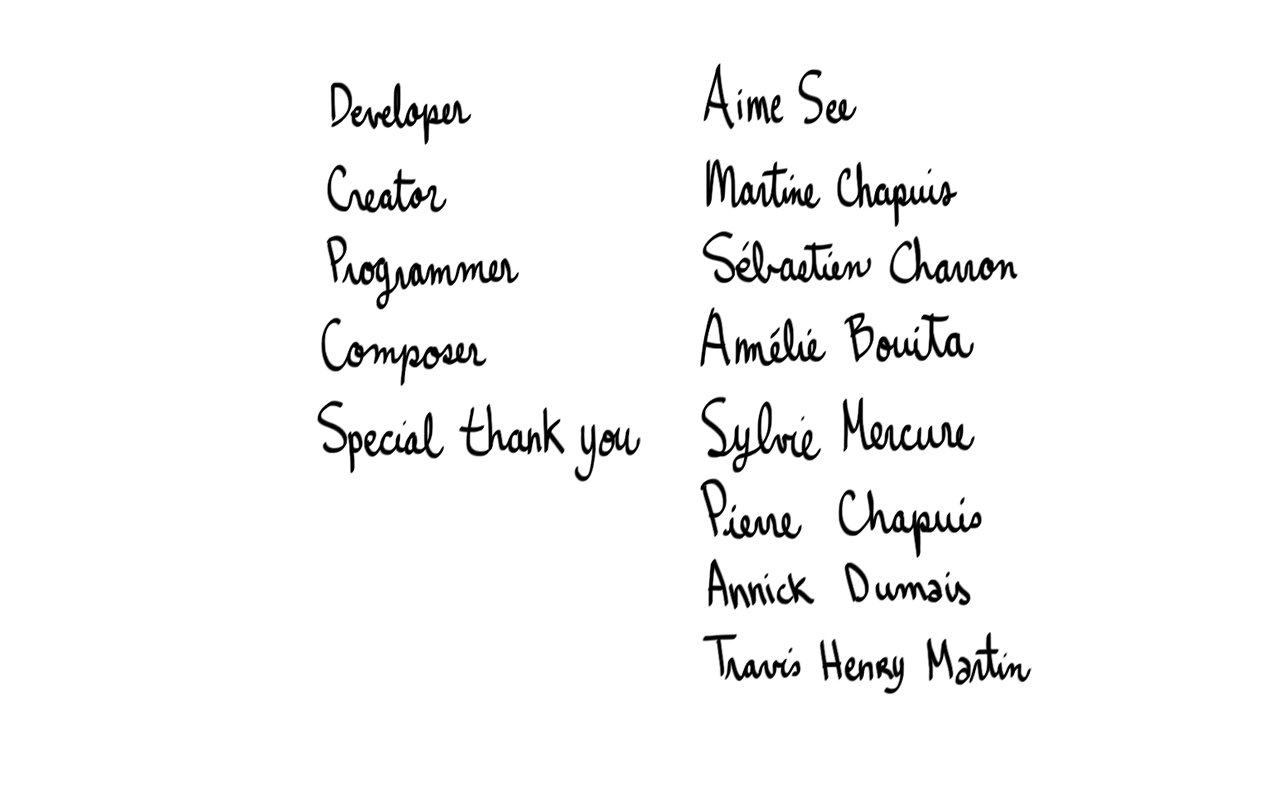 Developer Aime See
Creator Martine Chapuis
Programmer Sébastien Charron
Composer Amélie Bouita
Special thank you Sylvie Mercure
Pierre Chapuis
Annick Dumais
Travis Henry Martin